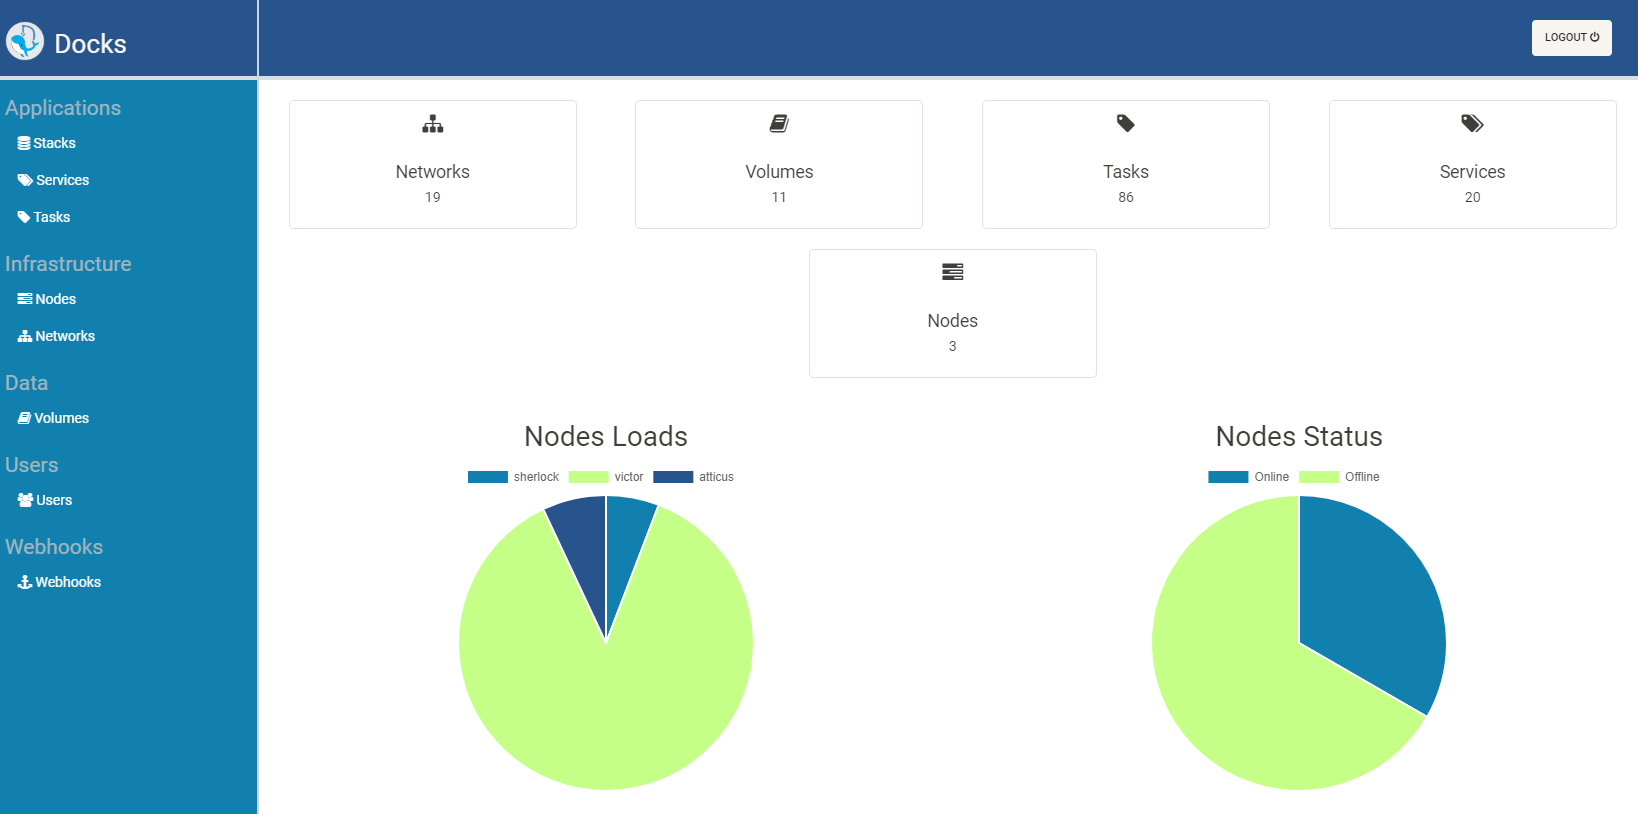 Docks
LOGOUT
Applications
Stacks
Services
Tasks
Infrastructure
Nodes
Networks
Data
Volumes
Users
Users
Webhooks
Webhooks
Networks
19
Volumes
11
Tasks
86
Services
20
Nodes
3
Nodes Loads
sherlock victor atticus
Nodes Status
Online Offline